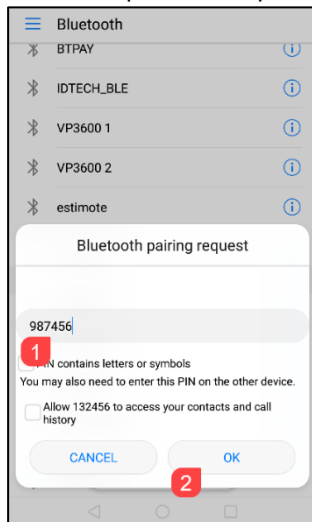 Bluetooth
BTPAY
IDTECH_BLE
VP3600 1
VP3600 2
estimote
Bluetooth pairing request
987456
1
PIN contains letters or symbols
You may also need to enter this PIN on the other device.
Allow 132456 to access your contacts and call
history
CANCEL
OK
2